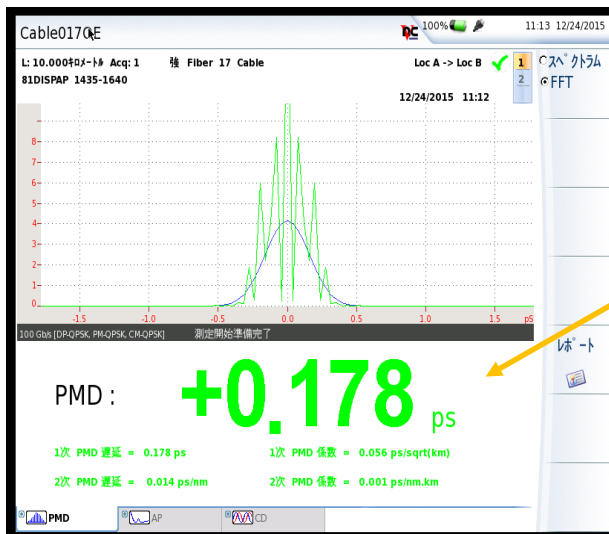 Cable017QE
100%
11:13 12/24/2015
L: 10.000キロメートル Acq: 1 強 Fiber 17 Cable Loc A -> Loc B
1
スペクトラム
81DISPAP 1435-1640
2
FFT
12/24/2015 11:12
8
7
6
5
4
3
2
1
0
-1.5 -1.0 -0.5 0.0 0.5 1.0 1.5 pS
100 Gb/s [DP-QPSK, PM-QPSK, CM-QPSK] 測定開始準備完了
レポート
PMD : +0.178 ps
1次 PMD 遅延 = 0.178 ps 1次 PMD 係数 = 0.056 ps/sqrt(km)
2次 PMD 遅延 = 0.014 ps/nm 2次 PMD 係数 = 0.001 ps/nm.km
PMD AP CD